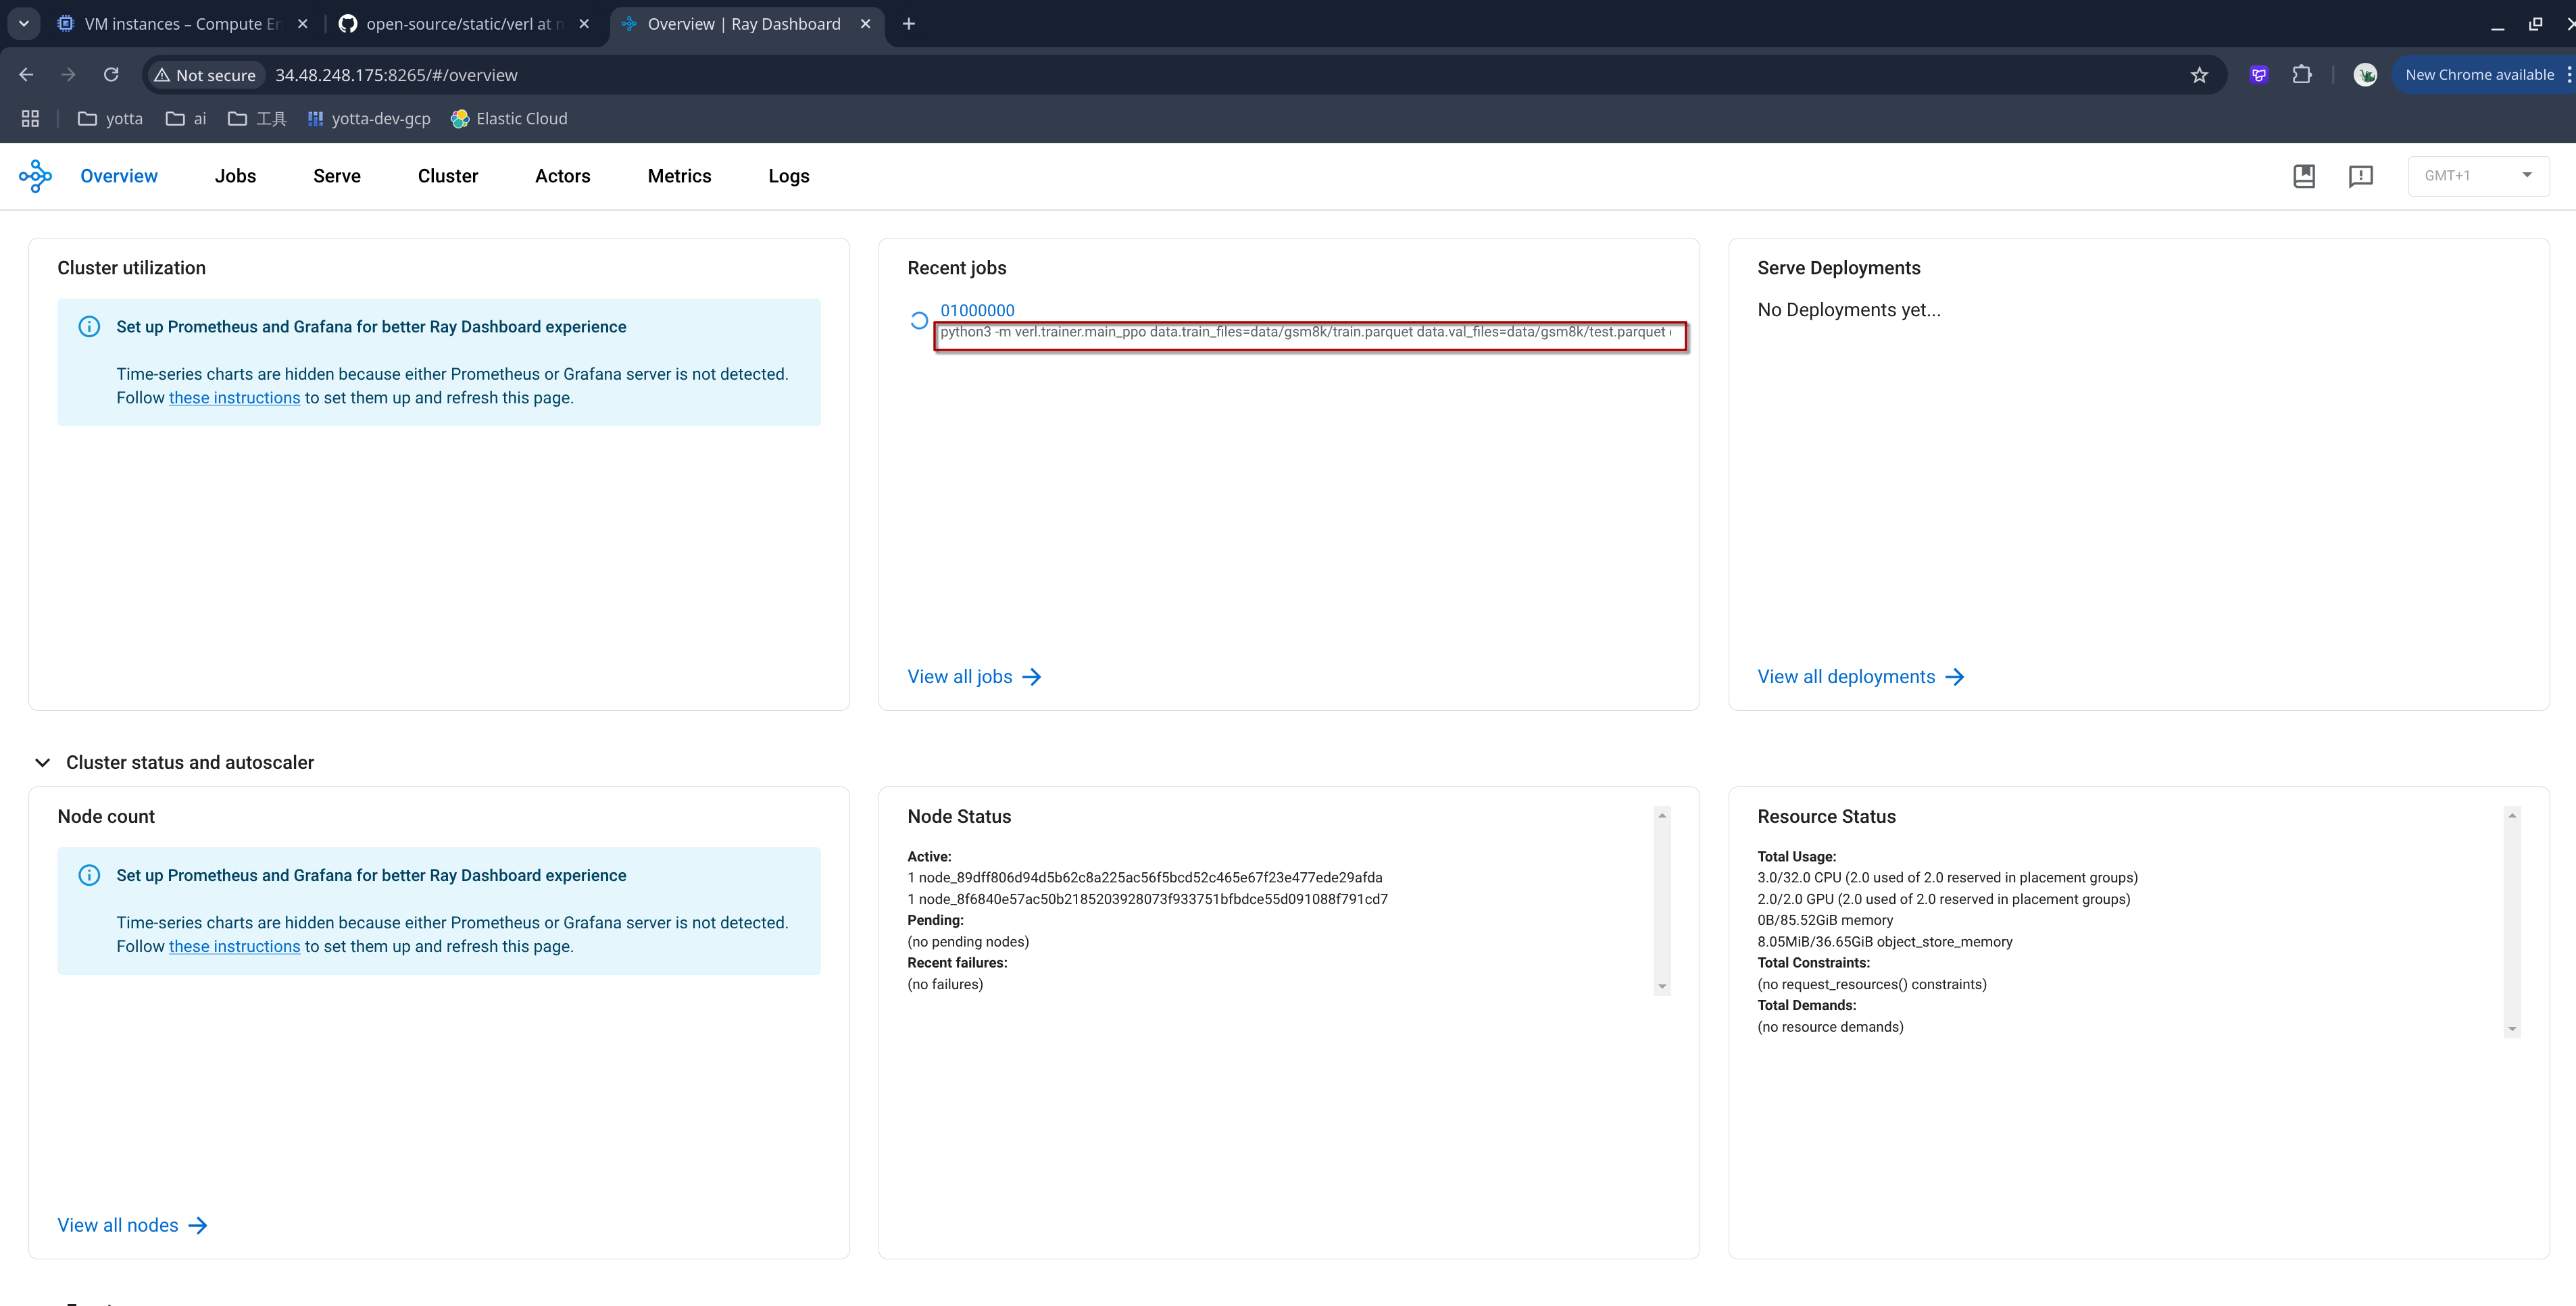 VM instances – Compute En
open-source/static/verl at m
Overview | Ray Dashboard
Not secure
34.48.248.175:8265/#/overview
New Chrome available
yotta
ai
工具
yotta-dev-gcp
Elastic Cloud
Overview
Jobs
Serve
Cluster
Actors
Metrics
Logs
GMT+1
Cluster utilization
Set up Prometheus and Grafana for better Ray Dashboard experience
Time-series charts are hidden because either Prometheus or Grafana server is not detected.
Follow these instructions to set them up and refresh this page.
Recent jobs
01000000
python3 -m verl.trainer.main_ppo data.train_files=data/gsm8k/train.parquet data.val_files=data/gsm8k/test.parquet
View all jobs
Serve Deployments
No Deployments yet...
View all deployments
Cluster status and autoscaler
Node count
Set up Prometheus and Grafana for better Ray Dashboard experience
Time-series charts are hidden because either Prometheus or Grafana server is not detected.
Follow these instructions to set them up and refresh this page.
View all nodes
Node Status
Active:
1 node_89dff806d94d5b62c8a225ac56f5bcd52c465e67f23e477ede29afda
1 node_8f6840e57ac50b2185203928073f933751bfbdce55d091088f791cd7
Pending:
(no pending nodes)
Recent failures:
(no failures)
Resource Status
Total Usage:
3.0/32.0 CPU (2.0 used of 2.0 reserved in placement groups)
2.0/2.0 GPU (2.0 used of 2.0 reserved in placement groups)
0B/85.52GiB memory
8.05MiB/36.65GiB object_store_memory
Total Constraints:
(no request_resources() constraints)
Total Demands:
(no resource demands)